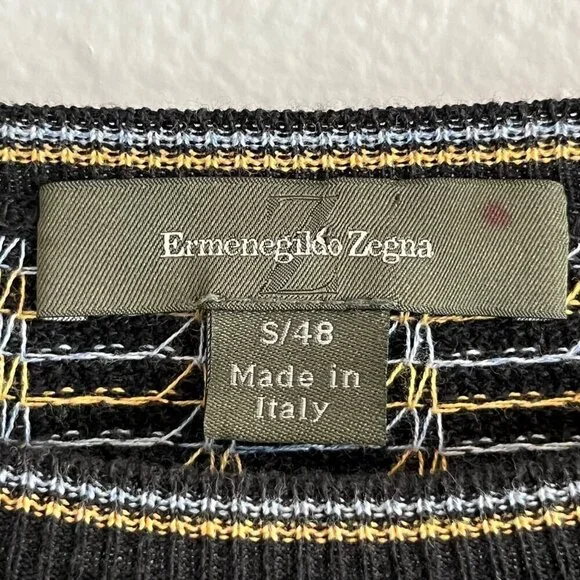 Z
Ermenegildo Zegna
S/48
Made in
Italy